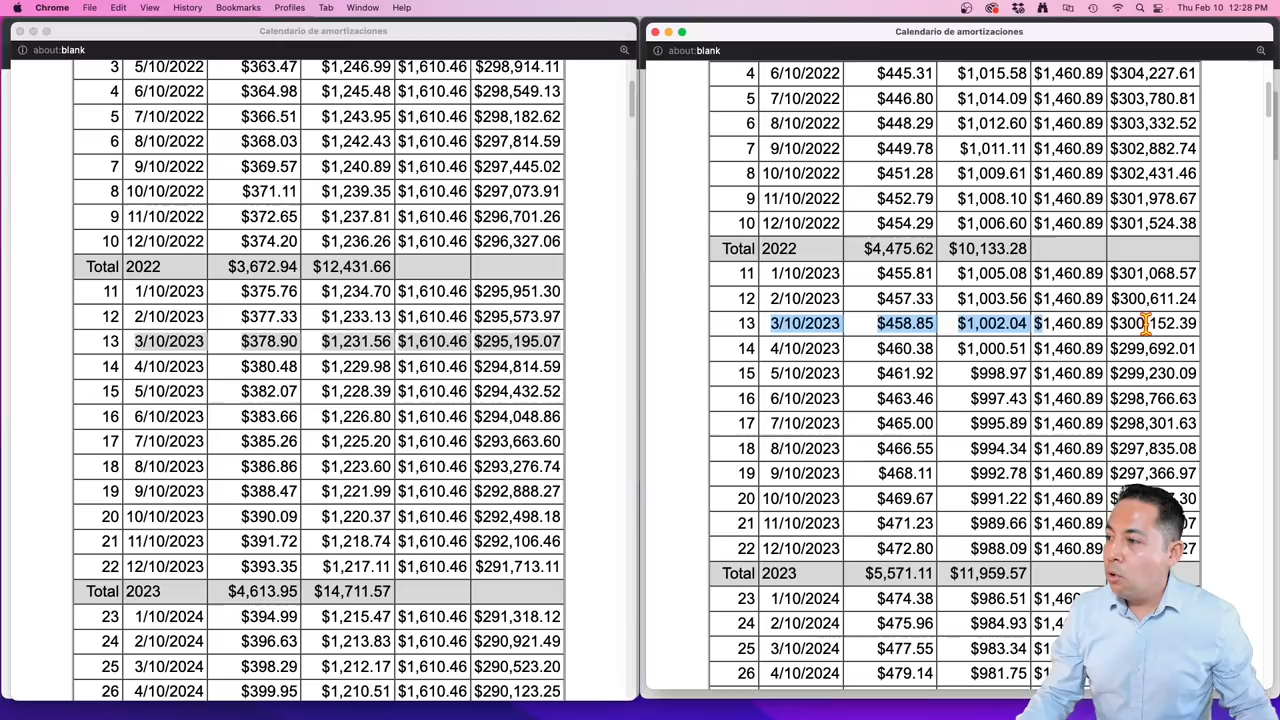 Chrome File Edit View History Bookmarks Profiles Tab Window Help Thu Feb 10 12:28 PM
Calendario de amortizaciones
about:blank
3 5/10/2022 $363.47 $1,246.99 $1,610.46 $298,914.11
4 6/10/2022 $364.98 $1,245.48 $1,610.46 $298,549.13
5 7/10/2022 $366.51 $1,243.95 $1,610.46 $298,182.62
6 8/10/2022 $368.03 $1,242.43 $1,610.46 $297,814.59
7 9/10/2022 $369.57 $1,240.89 $1,610.46 $297,445.02
8 10/10/2022 $371.11 $1,239.35 $1,610.46 $297,073.91
9 11/10/2022 $372.65 $1,237.81 $1,610.46 $296,701.26
10 12/10/2022 $374.20 $1,236.26 $1,610.46 $296,327.06
Total 2022 $3,672.94 $12,431.66
11 1/10/2023 $375.76 $1,234.70 $1,610.46 $295,951.30
12 2/10/2023 $377.33 $1,233.13 $1,610.46 $295,573.97
13 3/10/2023 $378.90 $1,231.56 $1,610.46 $295,195.07
14 4/10/2023 $380.48 $1,229.98 $1,610.46 $294,814.59
15 5/10/2023 $382.07 $1,228.39 $1,610.46 $294,432.52
16 6/10/2023 $383.66 $1,226.80 $1,610.46 $294,048.86
17 7/10/2023 $385.26 $1,225.20 $1,610.46 $293,663.60
18 8/10/2023 $386.86 $1,223.60 $1,610.46 $293,276.74
19 9/10/2023 $388.47 $1,221.99 $1,610.46 $292,888.27
20 10/10/2023 $390.09 $1,220.37 $1,610.46 $292,498.18
21 11/10/2023 $391.72 $1,218.74 $1,610.46 $292,106.46
22 12/10/2023 $393.35 $1,217.11 $1,610.46 $291,713.11
Total 2023 $4,613.95 $14,711.57
23 1/10/2024 $394.99 $1,215.47 $1,610.46 $291,318.12
24 2/10/2024 $396.63 $1,213.83 $1,610.46 $290,921.49
25 3/10/2024 $398.29 $1,212.17 $1,610.46 $290,523.20
26 4/10/2024 $399.95 $1,210.51 $1,610.46 $290,123.25
Calendario de amortizaciones
about:blank
4 6/10/2022 $445.31 $1,015.58 $1,460.89 $304,227.61
5 7/10/2022 $446.80 $1,014.09 $1,460.89 $303,780.81
6 8/10/2022 $448.29 $1,012.60 $1,460.89 $303,332.52
7 9/10/2022 $449.78 $1,011.11 $1,460.89 $302,882.74
8 10/10/2022 $451.28 $1,009.61 $1,460.89 $302,431.46
9 11/10/2022 $452.79 $1,008.10 $1,460.89 $301,978.67
10 12/10/2022 $454.29 $1,006.60 $1,460.89 $301,524.38
Total 2022 $4,475.62 $10,133.28
11 1/10/2023 $455.81 $1,005.08 $1,460.89 $301,068.57
12 2/10/2023 $457.33 $1,003.56 $1,460.89 $300,611.24
13 3/10/2023 $458.85 $1,002.04 $1,460.89 $300,152.39
14 4/10/2023 $460.38 $1,000.51 $1,460.89 $299,692.01
15 5/10/2023 $461.92 $998.97 $1,460.89 $299,230.09
16 6/10/2023 $463.46 $997.43 $1,460.89 $298,766.63
17 7/10/2023 $465.00 $995.89 $1,460.89 $298,301.63
18 8/10/2023 $466.55 $994.34 $1,460.89 $297,835.08
19 9/10/2023 $468.11 $992.78 $1,460.89 $297,366.97
20 10/10/2023 $469.67 $991.22 $1,460.89
21 11/10/2023 $471.23 $989.66 $1,460.89
22 12/10/2023 $472.80 $988.09 $1,460.89
Total 2023 $5,571.11 $11,959.57
23 1/10/2024 $474.38 $986.51
24 2/10/2024 $475.96 $984.93
25 3/10/2024 $477.55 $983.34
26 4/10/2024 $479.14 $981.75